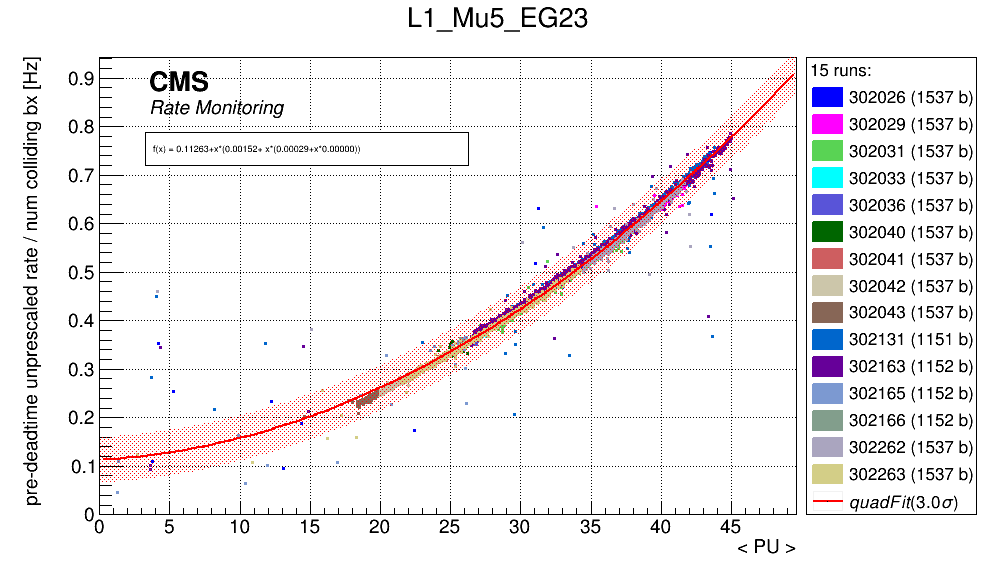 L1_Mu5_EG23
pre-deadtime unprescaled rate / num colliding bx [Hz]
CMS
Rate Monitoring
f(x) = 0.11263+x*(0.00152+ x*(0.00029+x*0.00000))
0.9
0.8
0.7
0.6
0.5
0.4
0.3
0.2
0.1
0
0 5 10 15 20 25 30 35 40 45
< PU >
15 runs:
302026 (1537 b)
302029 (1537 b)
302031 (1537 b)
302033 (1537 b)
302036 (1537 b)
302040 (1537 b)
302041 (1537 b)
302042 (1537 b)
302043 (1537 b)
302131 (1151 b)
302163 (1152 b)
302165 (1152 b)
302166 (1152 b)
302262 (1537 b)
302263 (1537 b)
quadFit(3.0σ)